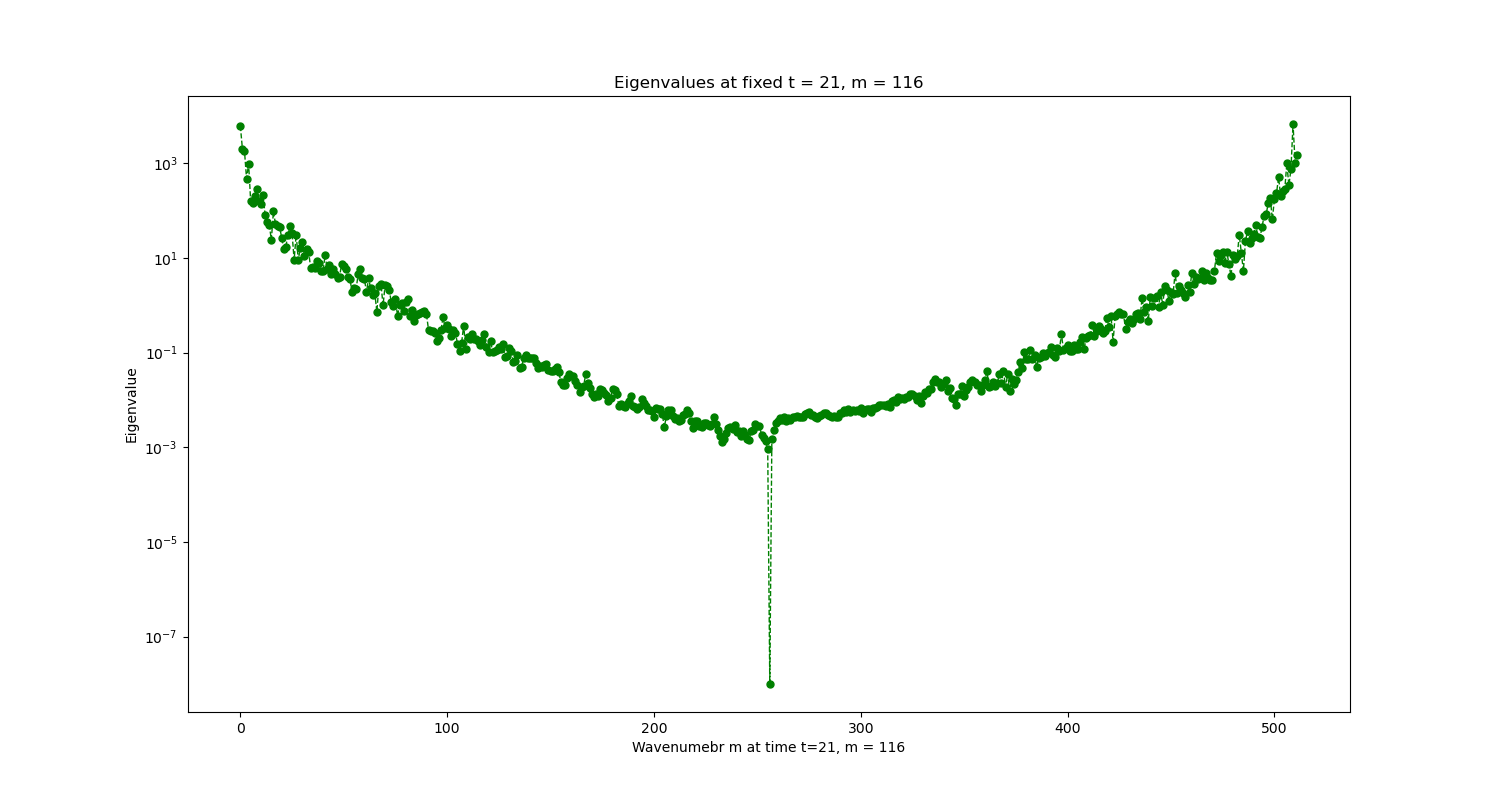 Eigenvalues at fixed t = 21, m = 116
Eigenvalue
10³
10¹
10⁻¹
10⁻³
10⁻⁵
10⁻⁷
0 100 200 300 400 500
Wavenumebr m at time t=21, m = 116